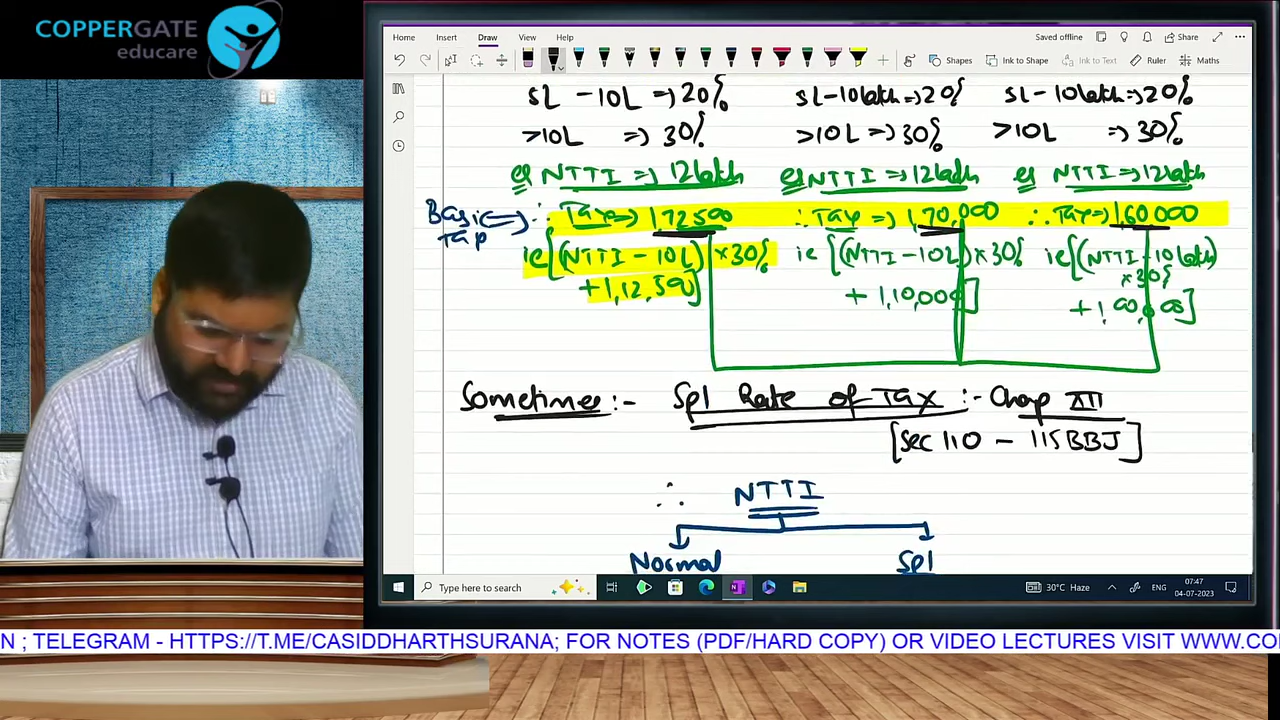 COPPERGATE
educare
Home Insert Draw View Help
Saved offline
Share
Shapes
Ink to Shape
Ink to Text
Ruler
Maths
5L - 10L => 20% 5L - 10lakh => 20% 5L - 10lakh => 20%
>10L => 30% >10L => 30% >10L => 30%
eg NTTI => 12lakh eg NTTI => 12lakh eg NTTI => 12lakh
Basic Tax => ∴ Tax => 1,72,500 ∴ Tax => 1,70,000 ∴ Tax => 1,60,000
ie [(NTTI - 10L) x 30% + 1,12,500] ie [(NTTI - 10L) x 30% + 1,10,000] ie [(NTTI - 10lakh) x 30% + 1,00,000]
Sometimes :- Spl Rate of Tax :- Chap XII
[Sec 110 - 115BBJ]
∴ NTTI
Normal Spl
Type here to search
30°C Haze
ENG
07:47
04-07-2023
N ; TELEGRAM - HTTPS://T.ME/CASIDDHARTHSURANA; FOR NOTES (PDF/HARD COPY) OR VIDEO LECTURES VISIT WWW.CO